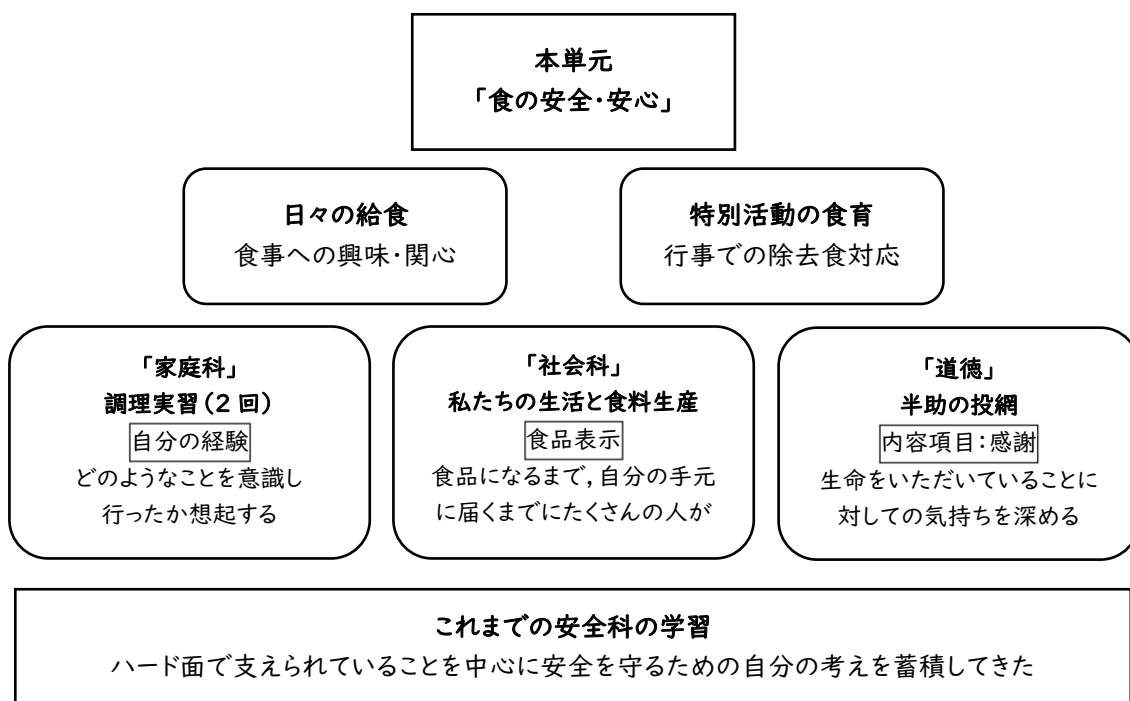 本単元
「食の安全・安心」
日々の給食
食事への興味・関心
特別活動の食育
行事での除去食対応
「家庭科」
調理実習(2回)
自分の経験
どのようなことを意識し
行ったか想起する
「社会科」
私たちの生活と食料生産
食品表示
食品になるまで,自分の手元
に届くまでにたくさんの人が
「道徳」
半助の投網
内容項目:感謝
生命をいただいていることに
対しての気持ちを深める
これまでの安全科の学習
ハード面で支えられていることを中心に安全を守るための自分の考えを蓄積してきた